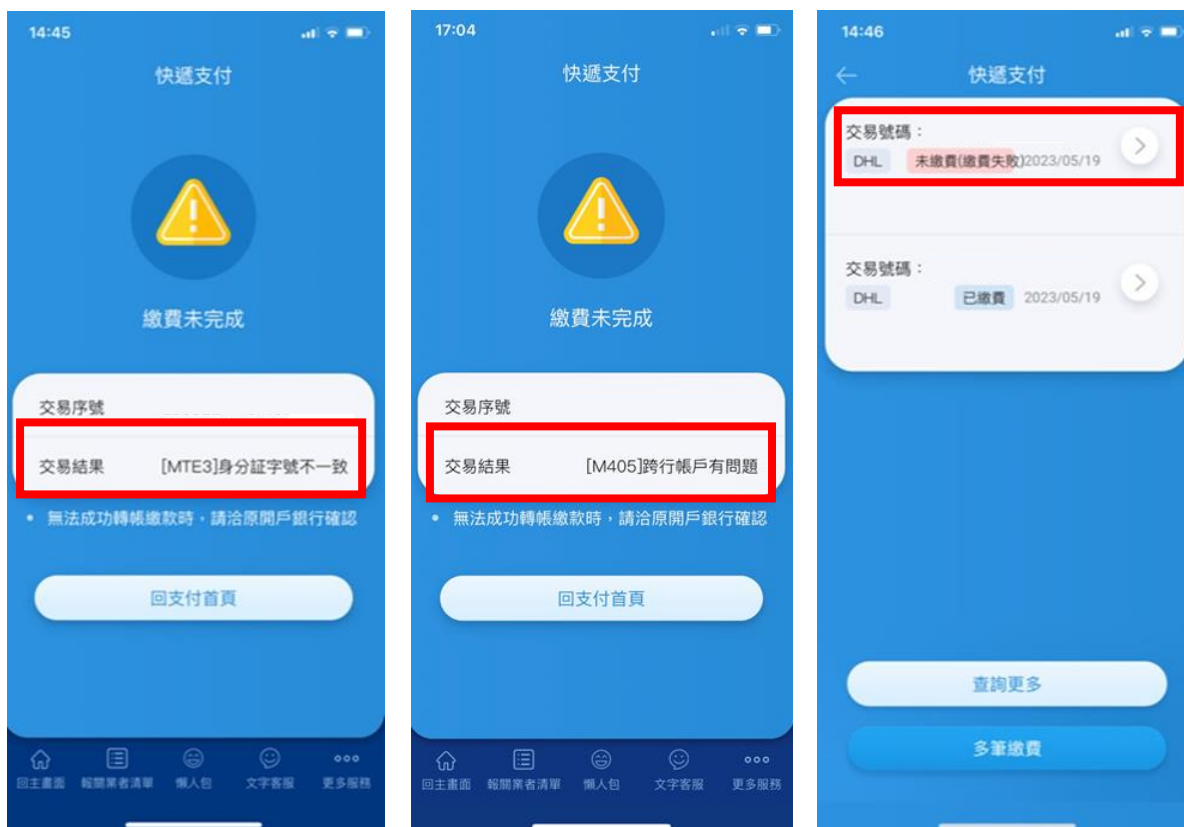 14:45
快遞支付
繳費未完成
交易序號
交易結果 [MTE3]身分証字號不一致
• 無法成功轉帳繳款時，請洽原開戶銀行確認
回支付首頁
回主畫面 報關業者清單 懶人包 文字客服 更多服務
17:04
快遞支付
繳費未完成
交易序號
交易結果 [M405]跨行帳戶有問題
• 無法成功轉帳繳款時，請洽原開戶銀行確認
回支付首頁
回主畫面 報關業者清單 懶人包 文字客服 更多服務
14:46
快遞支付
交易號碼：
DHL 未繳費(繳費失敗)2023/05/19
交易號碼：
DHL 已繳費 2023/05/19
查詢更多
多筆繳費